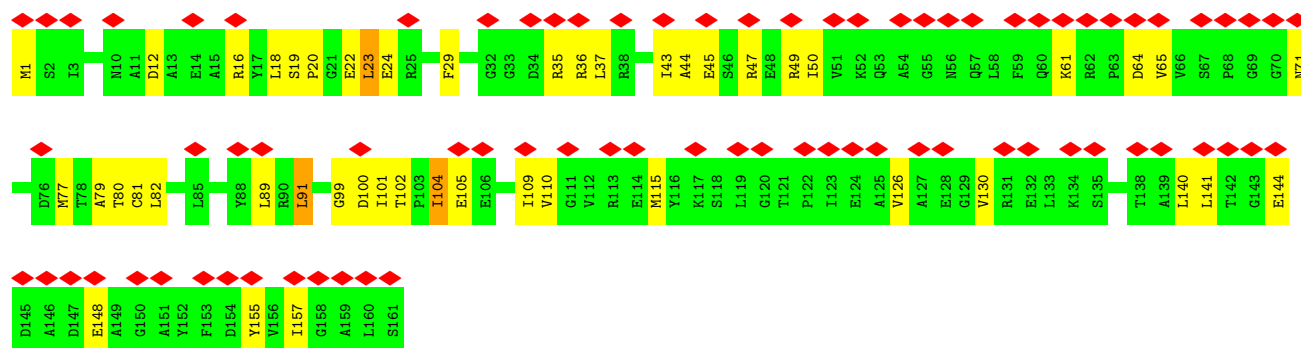 M1 S2 I3 N10 A11 D12 A13 E14 A15 R16 Y17 L18 S19 P20 G21 E22 L23 E24 R25 F29 G32 G33 D34 R35 R36 L37 R38 I43 A44 E45 S46 R47 E48 R49 I50 V51 K52 Q53 A54 G55 N56 Q57 L58 F59 Q60 K61 R62 P63 D64 V65 V66 S67 P68 G69 G70 N71
D76 M77 T78 A79 T80 C81 L82 L85 Y88 L89 R90 L91 G99 D100 I101 T102 P103 I104 E105 E106 I109 V110 G111 V112 R113 E114 M115 Y116 K117 S118 L119 G120 T121 P122 I123 E124 A125 V126 A127 E128 G129 V130 R131 E132 L133 K134 S135 T138 A139 L140 L141 T142 G143 E144
D145 A146 D147 E148 A149 G150 A151 Y152 F153 D154 Y155 V156 I157 G158 A159 L160 S161